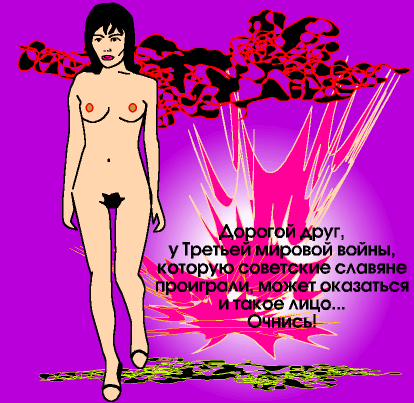 Дорогой друг,
у Третьей мировой войны,
которую советские славяне
проиграли, может оказаться
и такое лицо...
Очнись!